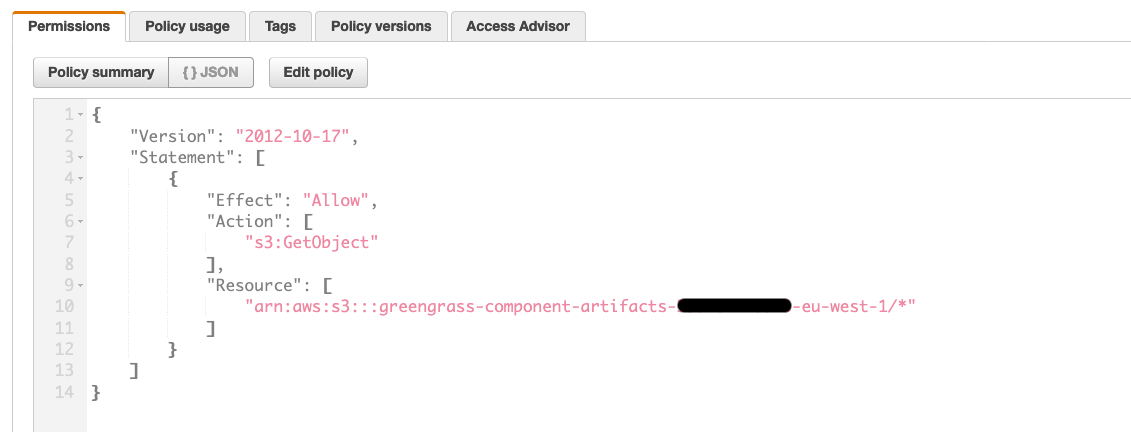 Permissions Policy usage Tags Policy versions Access Advisor
Policy summary { } JSON Edit policy
1 {
2 "Version": "2012-10-17",
3 "Statement": [
4 {
5 "Effect": "Allow",
6 "Action": [
7 "s3:GetObject"
8 ],
9 "Resource": [
10 "arn:aws:s3:::greengrass-component-artifacts- -eu-west-1/*"
11 ]
12 }
13 ]
14 }